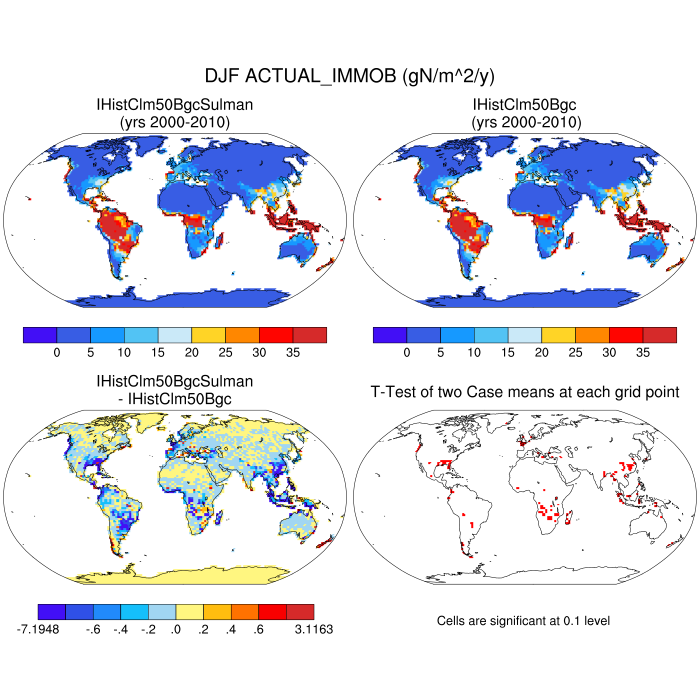 DJF ACTUAL_IMMOB (gN/m^2/y)
IHistClm50BgcSulman
(yrs 2000-2010)
IHistClm50Bgc
(yrs 2000-2010)
0 5 10 15 20 25 30 35
0 5 10 15 20 25 30 35
IHistClm50BgcSulman
- IHistClm50Bgc
T-Test of two Case means at each grid point
-7.1948 -.6 -.4 -.2 .0 .2 .4 .6 3.1163
Cells are significant at 0.1 level